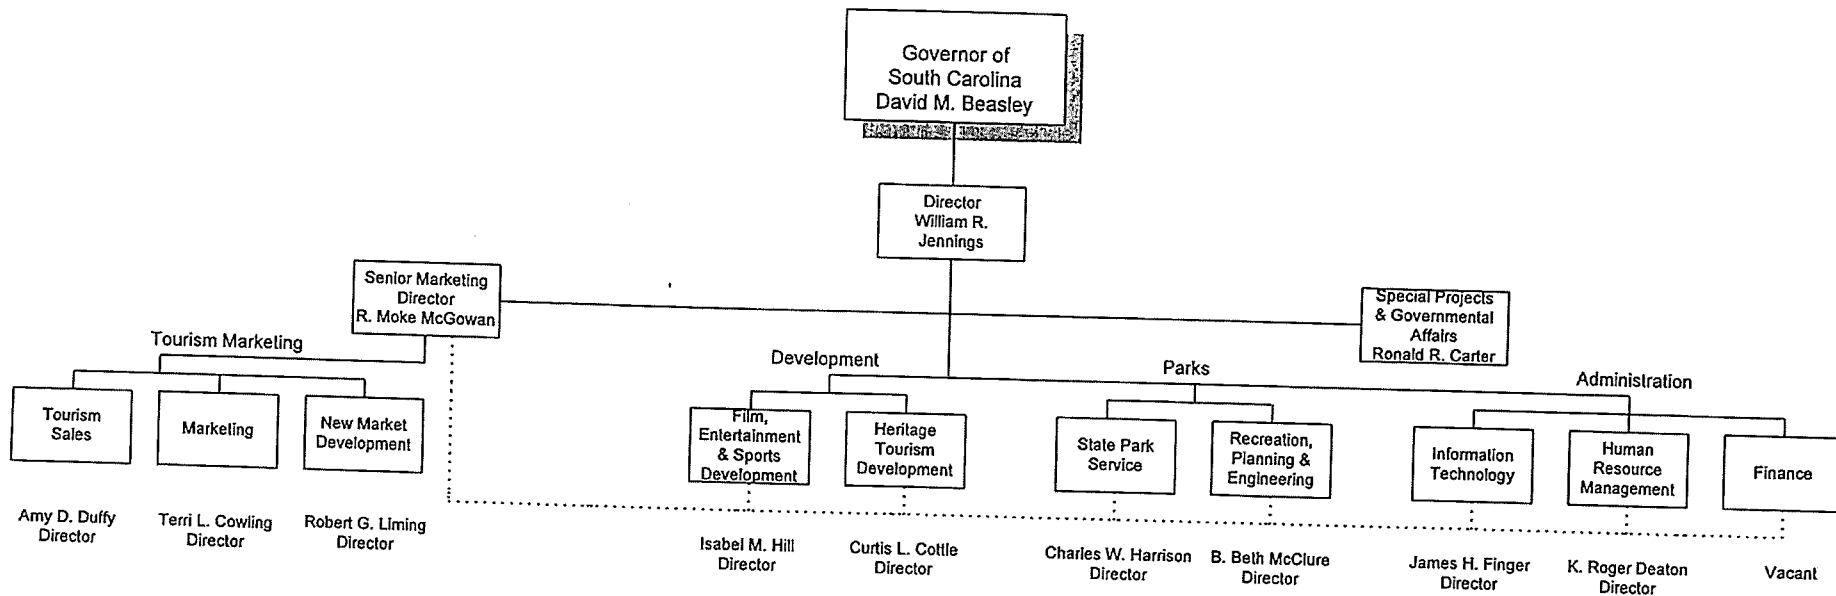 Governor of
South Carolina
David M. Beasley
Director
William R.
Jennings
Senior Marketing
Director
R. Moke McGowan
Special Projects
& Governmental
Affairs
Ronald R. Carter
Tourism Marketing
Development
Parks
Administration
Tourism
Sales
Marketing
New Market
Development
Film,
Entertainment
& Sports
Development
Heritage
Tourism
Development
State Park
Service
Recreation,
Planning &
Engineering
Information
Technology
Human
Resource
Management
Finance
Amy D. Duffy
Director
Terri L. Cowling
Director
Robert G. Liming
Director
Isabel M. Hill
Director
Curtis L. Cottle
Director
Charles W. Harrison
Director
B. Beth McClure
Director
James H. Finger
Director
K. Roger Deaton
Director
Vacant